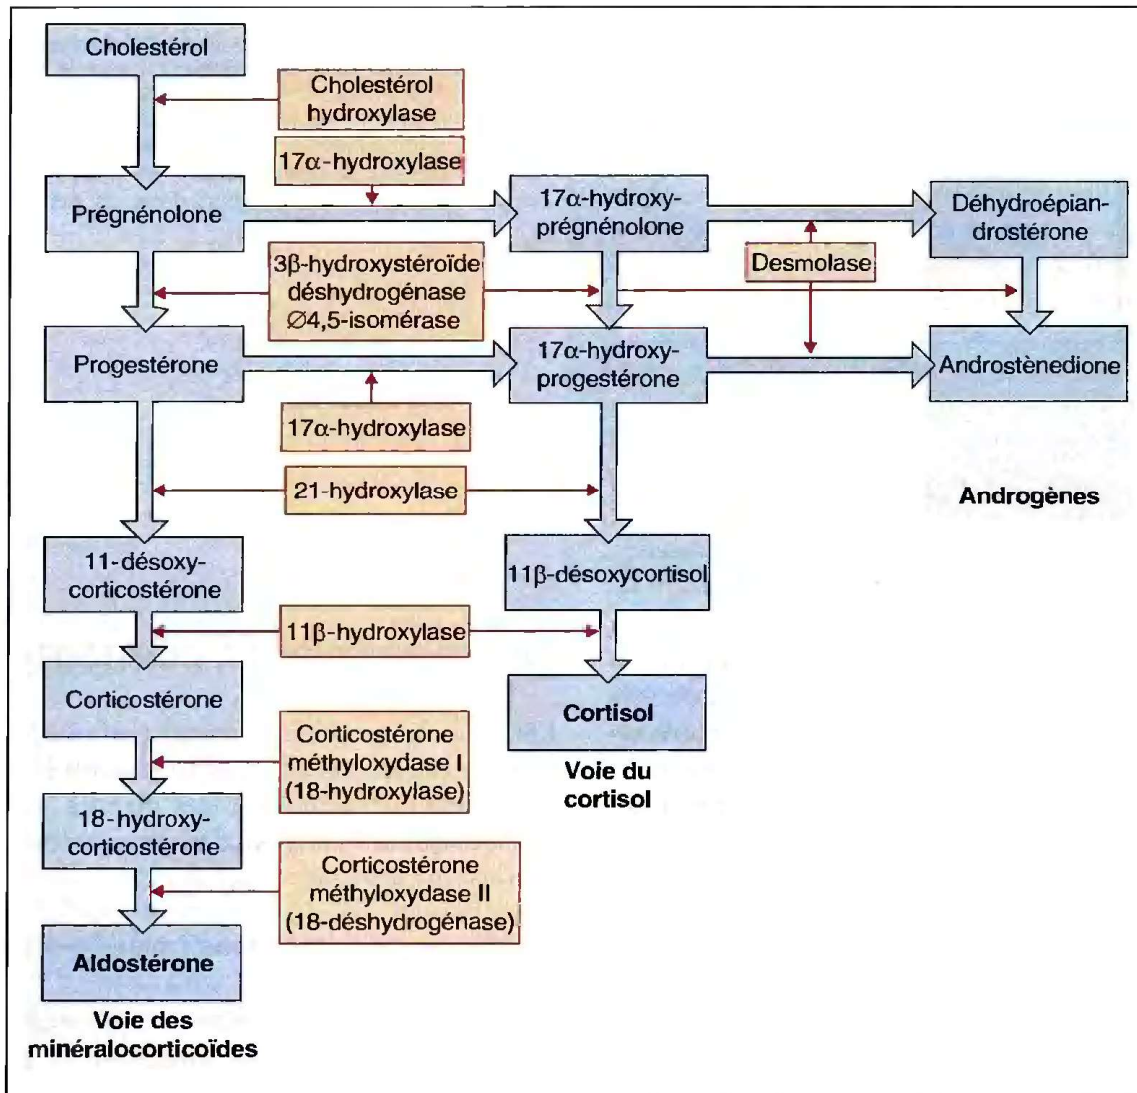 Cholestérol
Cholestérol
hydroxylase
17α-hydroxylase
Prégnénolone
17α-hydroxy-
prégnénolone
Déhydroépian-
drostérone
3β-hydroxystéroïde
déshydrogénase
Ø4,5-isomérase
Desmolase
Progestérone
17α-hydroxy-
progestérone
Androstènedione
17α-hydroxylase
21-hydroxylase
Androgènes
11-désoxy-
corticostérone
11β-désoxycortisol
11β-hydroxylase
Corticostérone
Cortisol
Corticostérone
méthyloxydase I
(18-hydroxylase)
Voie du
cortisol
18-hydroxy-
corticostérone
Corticostérone
méthyloxydase II
(18-déshydrogénase)
Aldostérone
Voie des
minéralocorticoïdes